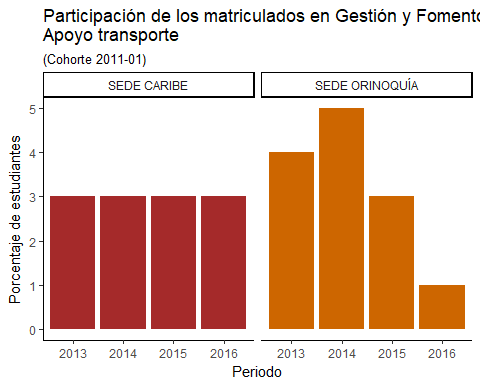 Participación de los matriculados en Gestión y Fomento
Apoyo transporte
(Cohorte 2011-01)
SEDE CARIBE
SEDE ORINOQUÍA
Porcentaje de estudiantes
5
4
3
2
1
0
2013 2014 2015 2016
2013 2014 2015 2016
Periodo